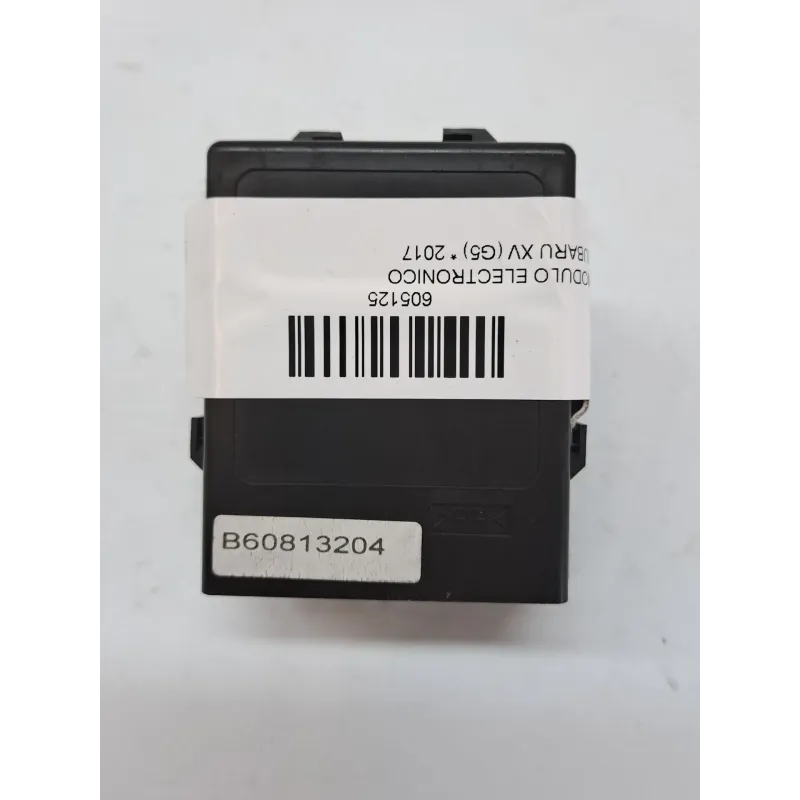 605125
ODULO ELECTRONICO
UBARU XV (G5) * 2017
B60813204